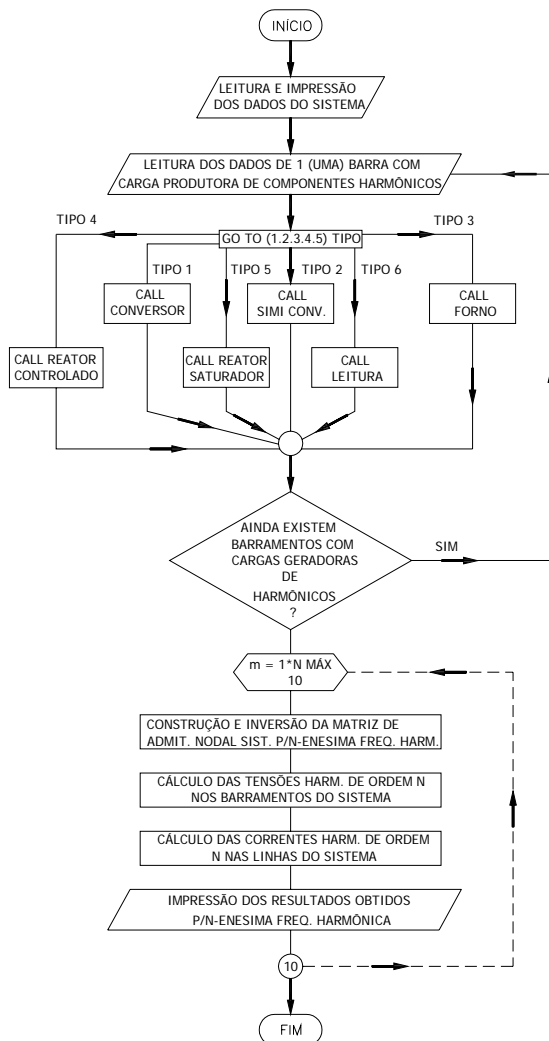 INÍCIO
LEITURA E IMPRESSÃO
DOS DADOS DO SISTEMA
LEITURA DOS DADOS DE 1 (UMA) BARRA COM
CARGA PRODUTORA DE COMPONENTES HARMÔNICOS
TIPO 4
GO TO (1.2.3.4.5) TIPO
TIPO 3
TIPO 1
TIPO 5
TIPO 2
TIPO 6
CALL
CONVERSOR
CALL
SIMI CONV.
CALL
FORNO
CALL REATOR
CONTROLADO
CALL REATOR
SATURADOR
CALL
LEITURA
AINDA EXISTEM
BARRAMENTOS COM
CARGAS GERADORAS
DE
HARMÔNICOS
?
SIM
m = 1*N MÁX
10
CONSTRUÇÃO E INVERSÃO DA MATRIZ DE
ADMIT. NODAL SIST. P/N-ENESIMA FREQ. HARM.
CÁLCULO DAS TENSÕES HARM. DE ORDEM N
NOS BARRAMENTOS DO SISTEMA
CÁLCULO DAS CORRENTES HARM. DE ORDEM
N NAS LINHAS DO SISTEMA
IMPRESSÃO DOS RESULTADOS OBTIDOS
P/N-ENESIMA FREQ. HARMÔNICA
10
FIM